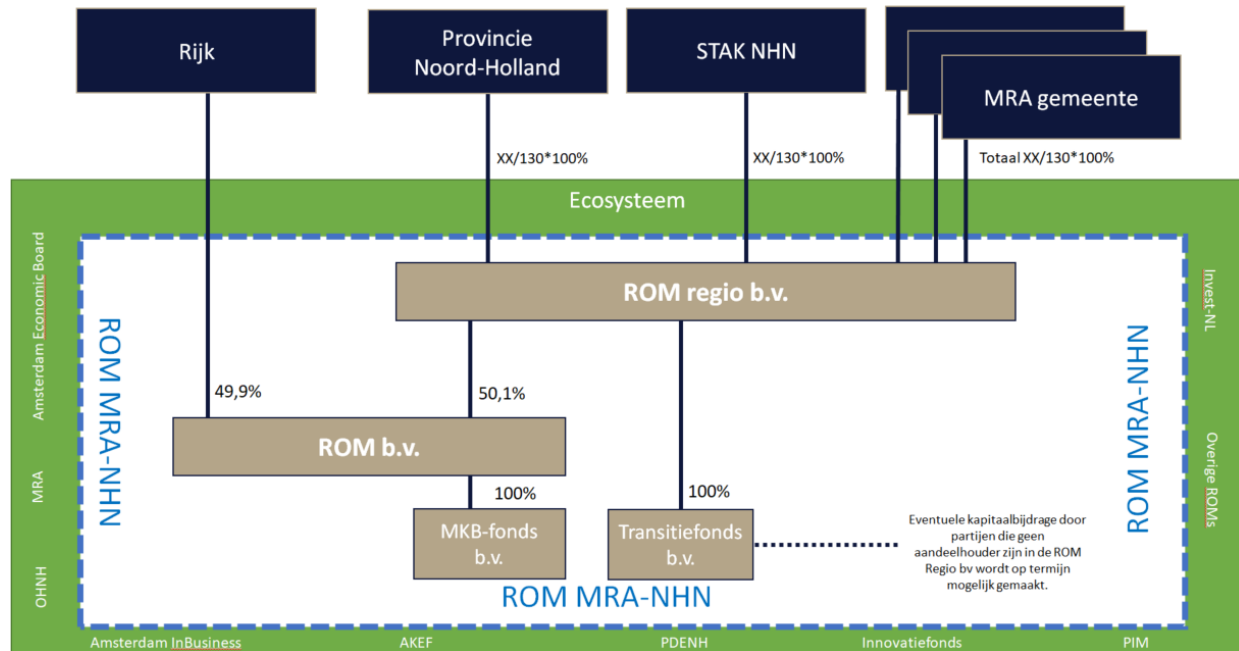 Rijk
Provincie
Noord-Holland
STAK NHN
MRA gemeente
XX/130*100%
XX/130*100%
Totaal XX/130*100%
Ecosysteem
Amsterdam Economic Board
MRA
OHNH
ROM MRA-NHN
ROM regio b.v.
49,9%
50,1%
ROM b.v.
100%
100%
MKB-fonds
b.v.
Transitiefonds
b.v.
Eventuele kapitaalbijdrage door
partijen die geen
aandeelhouder zijn in de ROM
Regio bv wordt op termijn
mogelijk gemaakt.
ROM MRA-NHN
ROM MRA-NHN
Invest-NL
Overige ROMs
Amsterdam InBusiness
AKEF
PDENH
Innovatiefonds
PIM